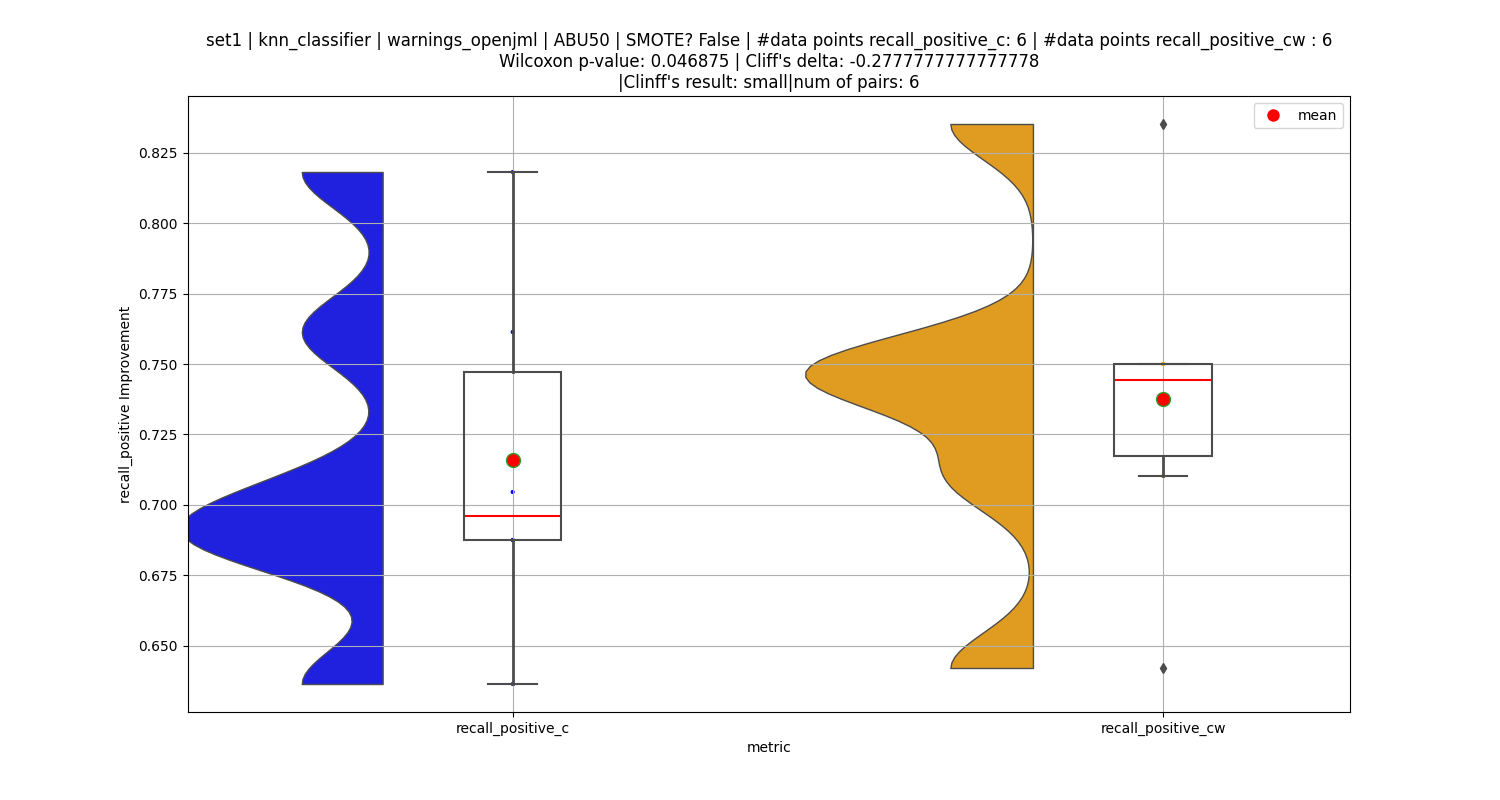 set1 | knn_classifier | warnings_openjml | ABU50 | SMOTE? False | #data points recall_positive_c: 6 | #data points recall_positive_cw : 6
Wilcoxon p-value: 0.046875 | Cliff's delta: -0.2777777777777778
|Clinff's result: small|num of pairs: 6
mean
recall_positive Improvement
0.825
0.800
0.775
0.750
0.725
0.700
0.675
0.650
recall_positive_c
recall_positive_cw
metric